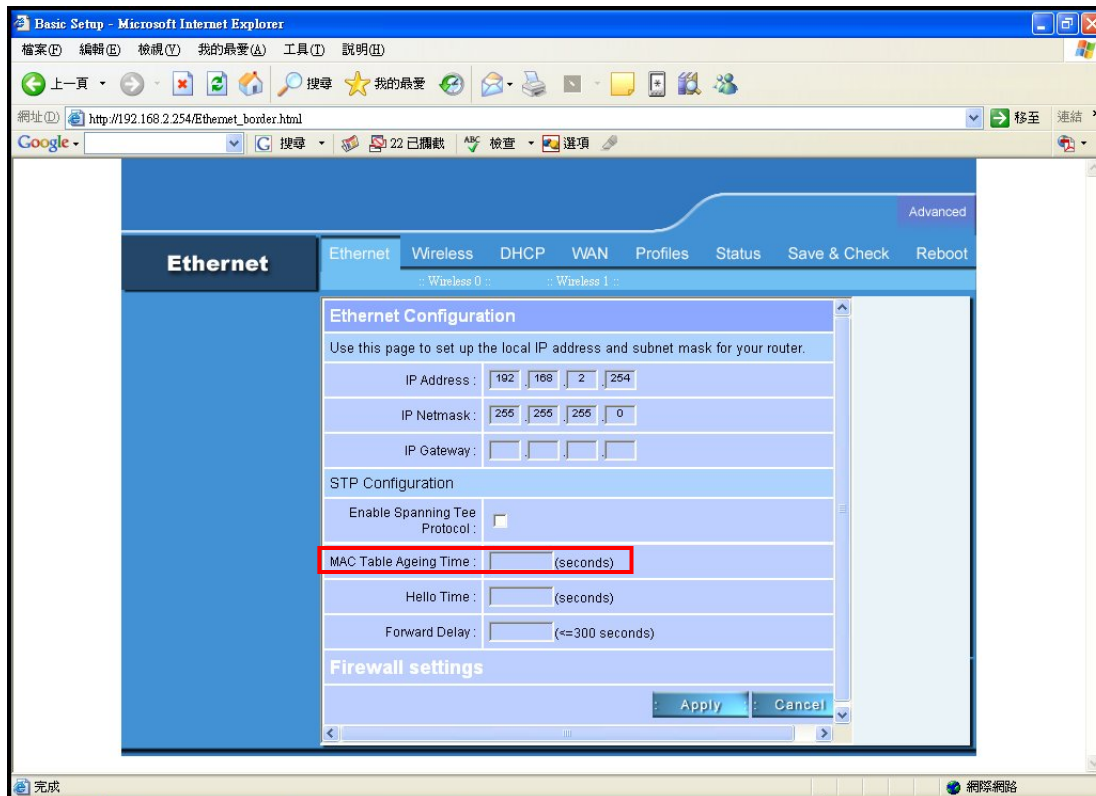 Basic Setup - Microsoft Internet Explorer
檔案(F) 編輯(E) 檢視(V) 我的最愛(A) 工具(T) 說明(H)
上一頁 搜尋 我的最愛
網址(D) http://192.168.2.254/Ethernet_border.html 移至 連結
Google 搜尋 22 已攔截 ABC 檢查 選項
Advanced
Ethernet
Ethernet Wireless DHCP WAN Profiles Status Save & Check Reboot
:: Wireless 0 :: :: Wireless 1 ::
Ethernet Configuration
Use this page to set up the local IP address and subnet mask for your router.
IP Address : 192 . 168 . 2 . 254
IP Netmask : 255 . 255 . 255 . 0
IP Gateway : . . .
STP Configuration
Enable Spanning Tee
Protocol :
MAC Table Ageing Time : (seconds)
Hello Time : (seconds)
Forward Delay : (<=300 seconds)
Firewall settings
Apply Cancel
完成 網際網路